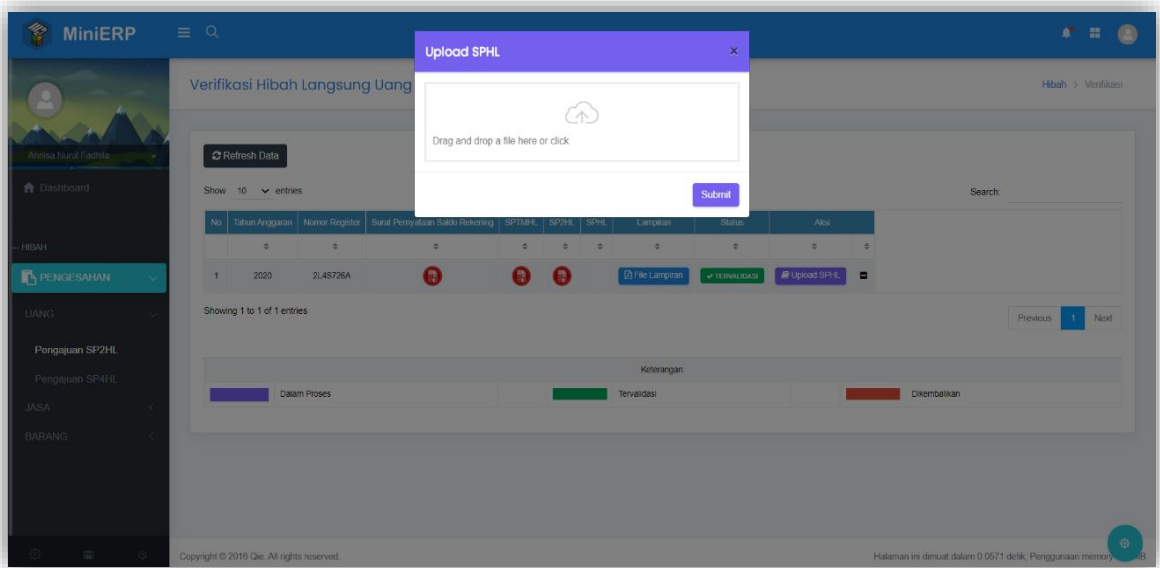 MiniERP
Upload SPHL ×
Verifikasi Hibah Langsung Uang
Hibah > Verifikasi
Drag and drop a file here or click
Submit
Annisa Nurul Fadhila
Dashboard
HIBAH
PENGESAHAN
UANG
Pengajuan SP2HL
Pengajuan SP4HL
JASA
BARANG
Refresh Data
Show 10 entries
Search:
No Tahun Anggaran Nomor Register Surat Pernyataan Saldo Rekening SPTMHL SP2HL SPHL Lampiran Status Aksi
1 2020 2L4S726A File Lampiran TERVALIDASI Upload SPHL
Showing 1 to 1 of 1 entries
Previous 1 Next
Keterangan
Dalam Proses Tervalidasi Dikembalikan
Copyright © 2016 Qie. All rights reserved.
Halaman ini dimuat dalam 0.0571 detik, Penggunaan memory